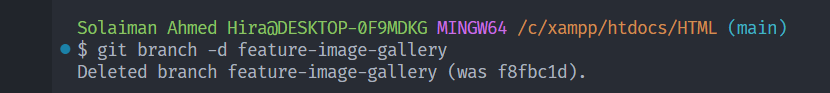 Solaiman Ahmed Hira@DESKTOP-0F9MDKG MINGW64 /c/xampp/htdocs/HTML (main)
$ git branch -d feature-image-gallery
Deleted branch feature-image-gallery (was f8fbc1d).